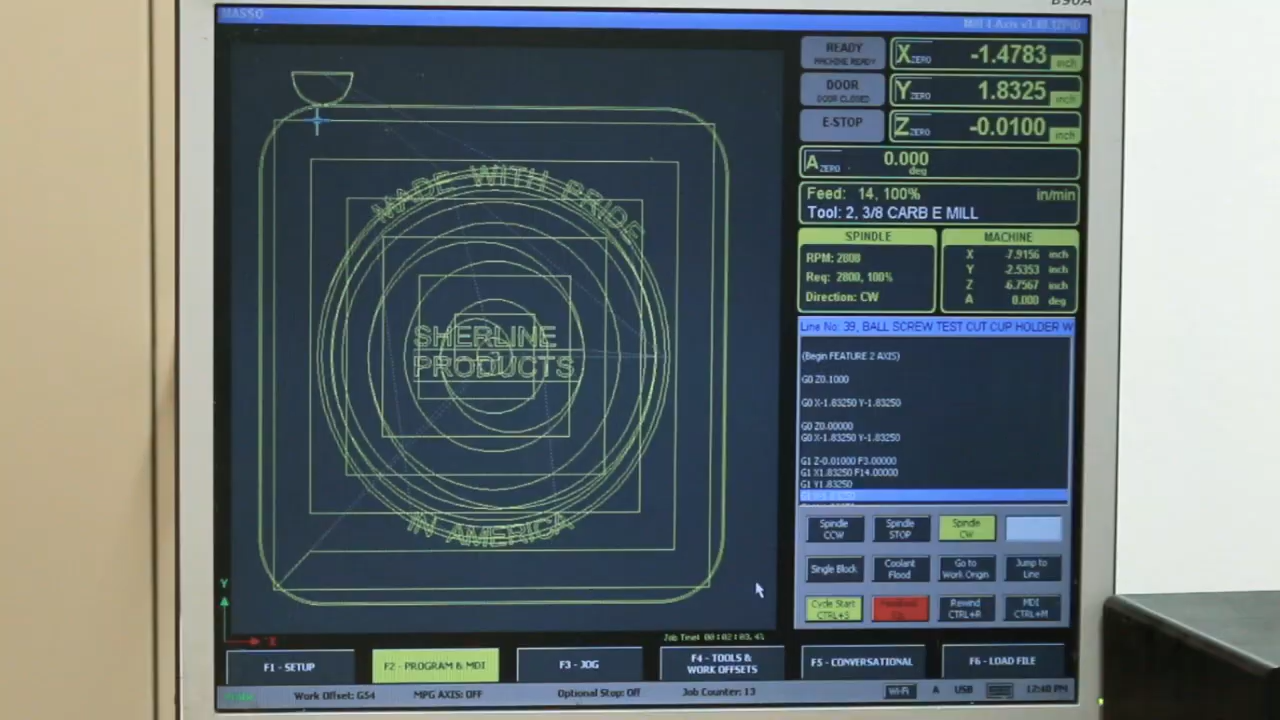 MASSO
READY
MACHINE READY
DOOR
DOOR CLOSED
E-STOP
X ZERO -1.4783 inch
Y ZERO 1.8325 inch
Z ZERO -0.0100 inch
A ZERO 0.000 deg
Feed: 14, 100% in/min
Tool: 2, 3/8 CARB E MILL
SPINDLE
RPM: 2800
Req: 2800, 100%
Direction: CW
MACHINE
X -7.9156 inch
Y -2.5353 inch
Z -6.7567 inch
A 0.000 deg
Line No: 39, BALL SCREW TEST CUT CUP HOLDER W
(Begin FEATURE 2 AXIS)
G0 Z0.1000
G0 X-1.83250 Y-1.83250
G0 Z0.00000
G0 X-1.83250 Y-1.83250
G1 Z-0.01000 F3.00000
G1 X1.83250 F14.00000
G1 Y1.83250
MADE WITH PRIDE
SHERLINE
PRODUCTS
IN AMERICA
Spindle CCW
Spindle STOP
Spindle CW
Single Block
Coolant Flood
Go to Work Origin
Jump to Line
Cycle Start CTRL+S
Rewind CTRL+R
MDI CTRL+M
Y
X
F1 - SETUP
F2 - PROGRAM & MDI
F3 - JOG
F4 - TOOLS & WORK OFFSETS
F5 - CONVERSATIONAL
F6 - LOAD FILE
Work Offset: G54
MPG AXIS: OFF
Optional Stop: Off
Job Counter: 13
Wi-Fi
A
USB
12:40 PM